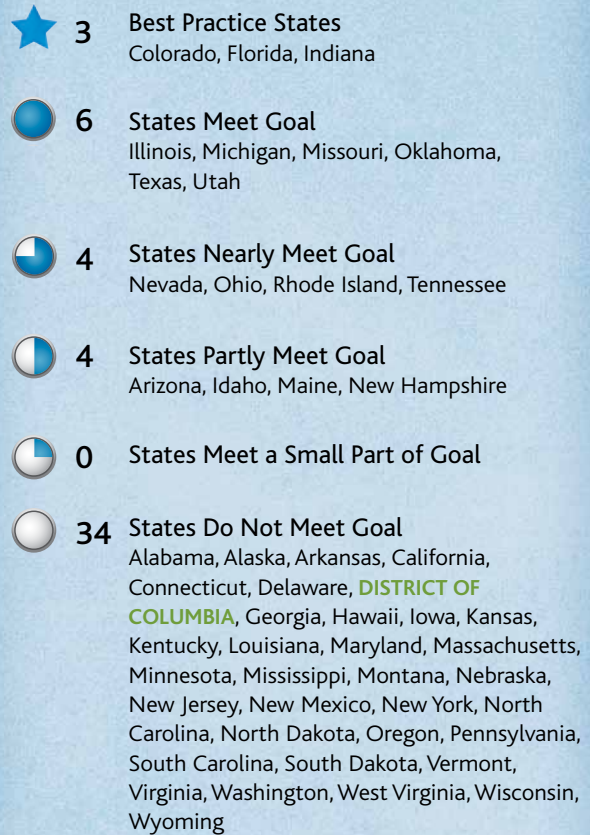 3 Best Practice States
Colorado, Florida, Indiana
6 States Meet Goal
Illinois, Michigan, Missouri, Oklahoma,
Texas, Utah
4 States Nearly Meet Goal
Nevada, Ohio, Rhode Island, Tennessee
4 States Partly Meet Goal
Arizona, Idaho, Maine, New Hampshire
0 States Meet a Small Part of Goal
34 States Do Not Meet Goal
Alabama, Alaska, Arkansas, California,
Connecticut, Delaware, DISTRICT OF
COLUMBIA, Georgia, Hawaii, Iowa, Kansas,
Kentucky, Louisiana, Maryland, Massachusetts,
Minnesota, Mississippi, Montana, Nebraska,
New Jersey, New Mexico, New York, North
Carolina, North Dakota, Oregon, Pennsylvania,
South Carolina, South Dakota, Vermont,
Virginia, Washington, West Virginia, Wisconsin,
Wyoming